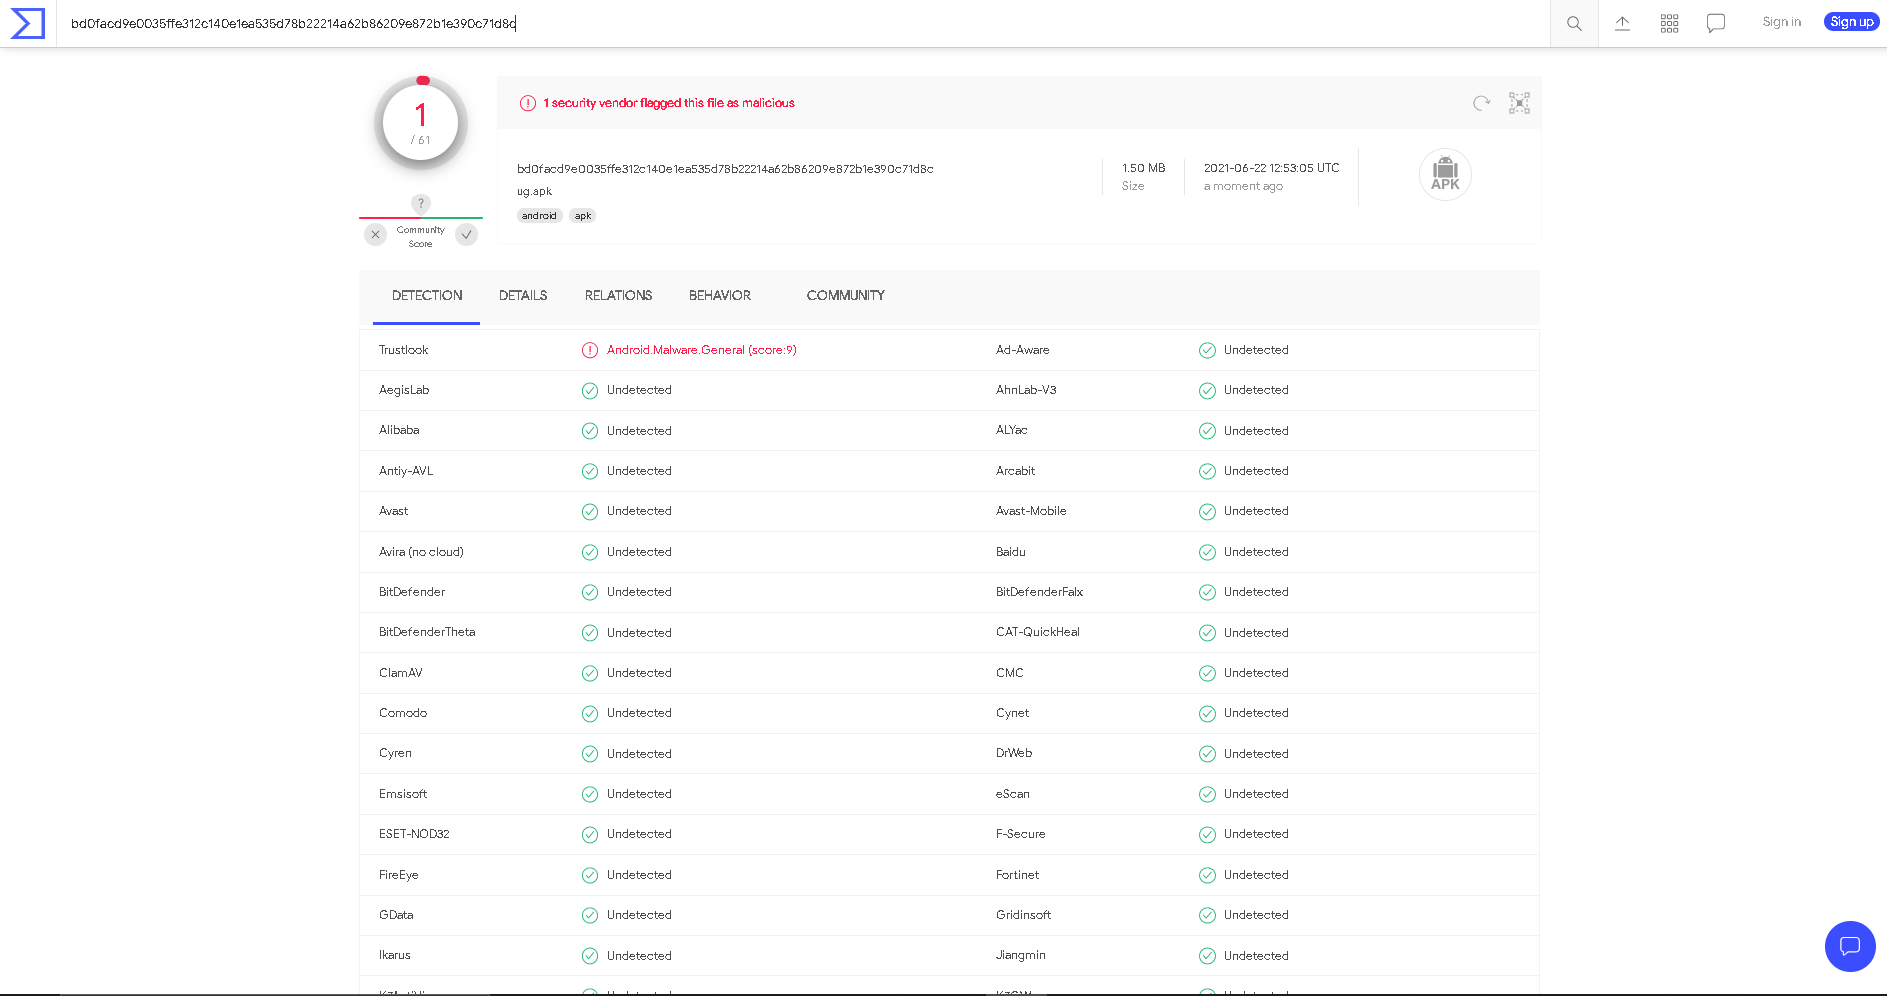 bd0facd9e0035ffe312c140e1ea535d78b22214a62b86209e872b1e390c71d8c
Sign in
Sign up
1
/ 61
1 security vendor flagged this file as malicious
bd0facd9e0035ffe312c140e1ea535d78b22214a62b86209e872b1e390c71d8c
ug.apk
android apk
1.50 MB
Size
2021-06-22 12:53:05 UTC
a moment ago
APK
?
Community
Score
DETECTION DETAILS RELATIONS BEHAVIOR COMMUNITY
Trustlook Android.Malware.General (score:9) Ad-Aware Undetected
AegisLab Undetected AhnLab-V3 Undetected
Alibaba Undetected ALYac Undetected
Antiy-AVL Undetected Arcabit Undetected
Avast Undetected Avast-Mobile Undetected
Avira (no cloud) Undetected Baidu Undetected
BitDefender Undetected BitDefenderFalx Undetected
BitDefenderTheta Undetected CAT-QuickHeal Undetected
ClamAV Undetected CMC Undetected
Comodo Undetected Cynet Undetected
Cyren Undetected DrWeb Undetected
Emsisoft Undetected eScan Undetected
ESET-NOD32 Undetected F-Secure Undetected
FireEye Undetected Fortinet Undetected
GData Undetected Gridinsoft Undetected
Ikarus Undetected Jiangmin Undetected